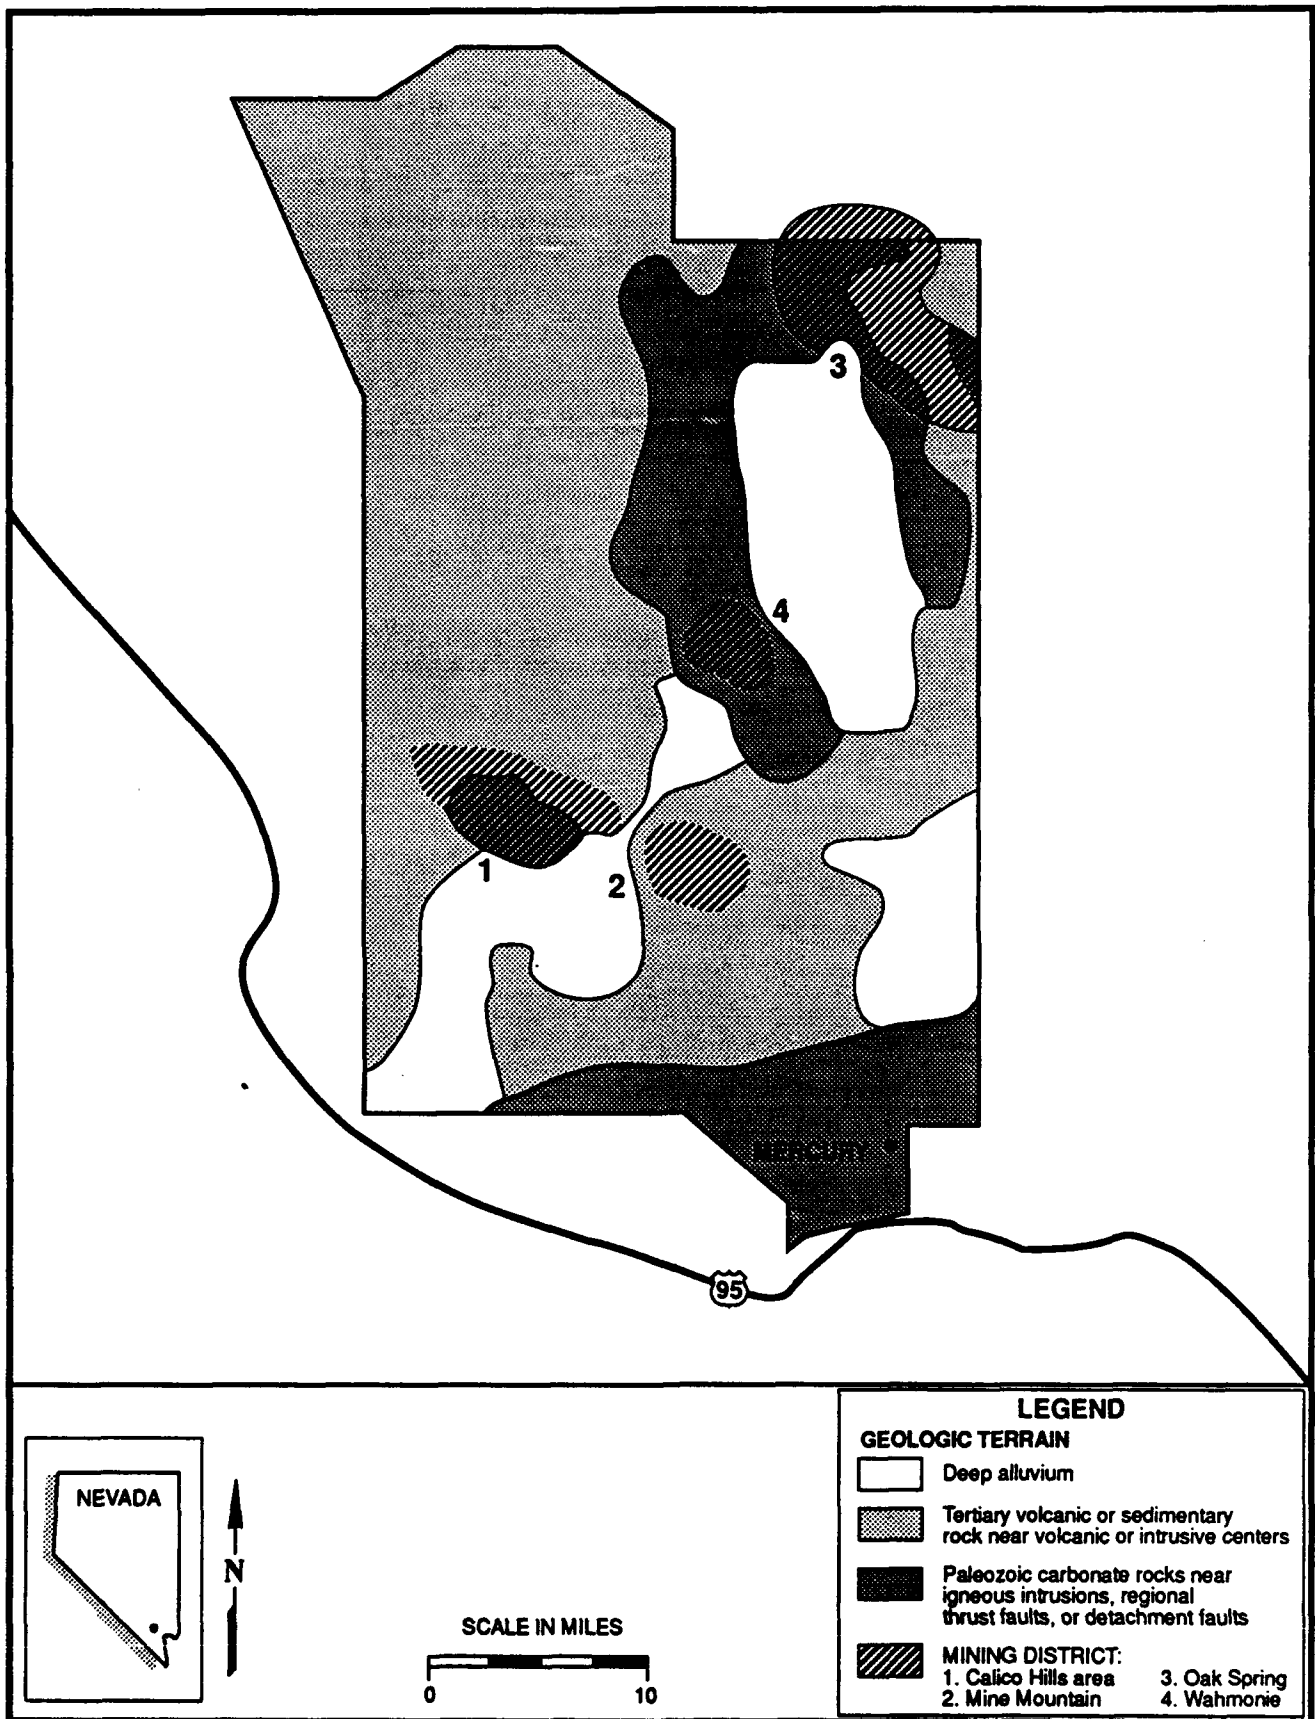 3
4
1
2
MERCURY
95
NEVADA
N
SCALE IN MILES
0 10
LEGEND
GEOLOGIC TERRAIN
Deep alluvium
Tertiary volcanic or sedimentary
rock near volcanic or intrusive centers
Paleozoic carbonate rocks near
igneous intrusions, regional
thrust faults, or detachment faults
MINING DISTRICT:
1. Calico Hills area 3. Oak Spring
2. Mine Mountain 4. Wahmonie